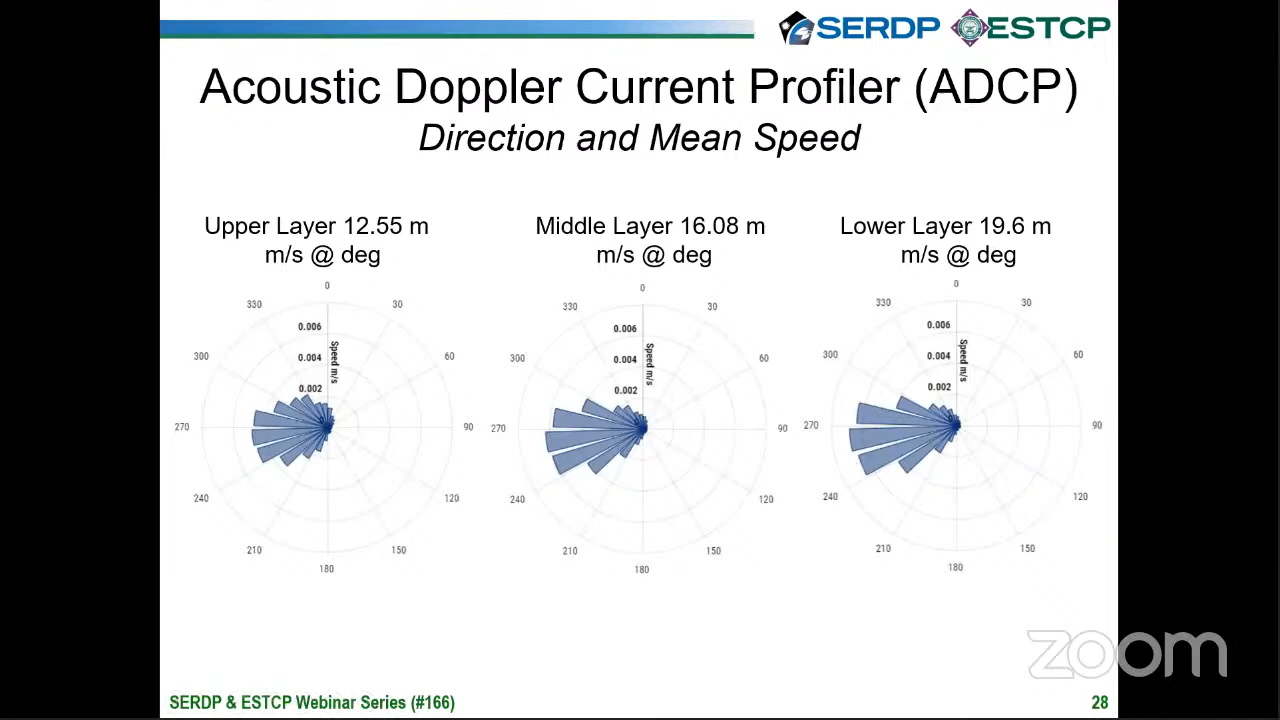 SERDP ESTCP
Acoustic Doppler Current Profiler (ADCP)
Direction and Mean Speed
Upper Layer 12.55 m
m/s @ deg
0
330 30
0.006
300 60
0.004
Speed m/s
0.002
270 90
240 120
210 150
180
Middle Layer 16.08 m
m/s @ deg
0
330 30
0.006
300 60
0.004
Speed m/s
0.002
270 90
240 120
210 150
180
Lower Layer 19.6 m
m/s @ deg
0
330 30
0.006
300 60
0.004
Speed m/s
0.002
270 90
240 120
210 150
180
zoom
SERDP & ESTCP Webinar Series (#166)
28